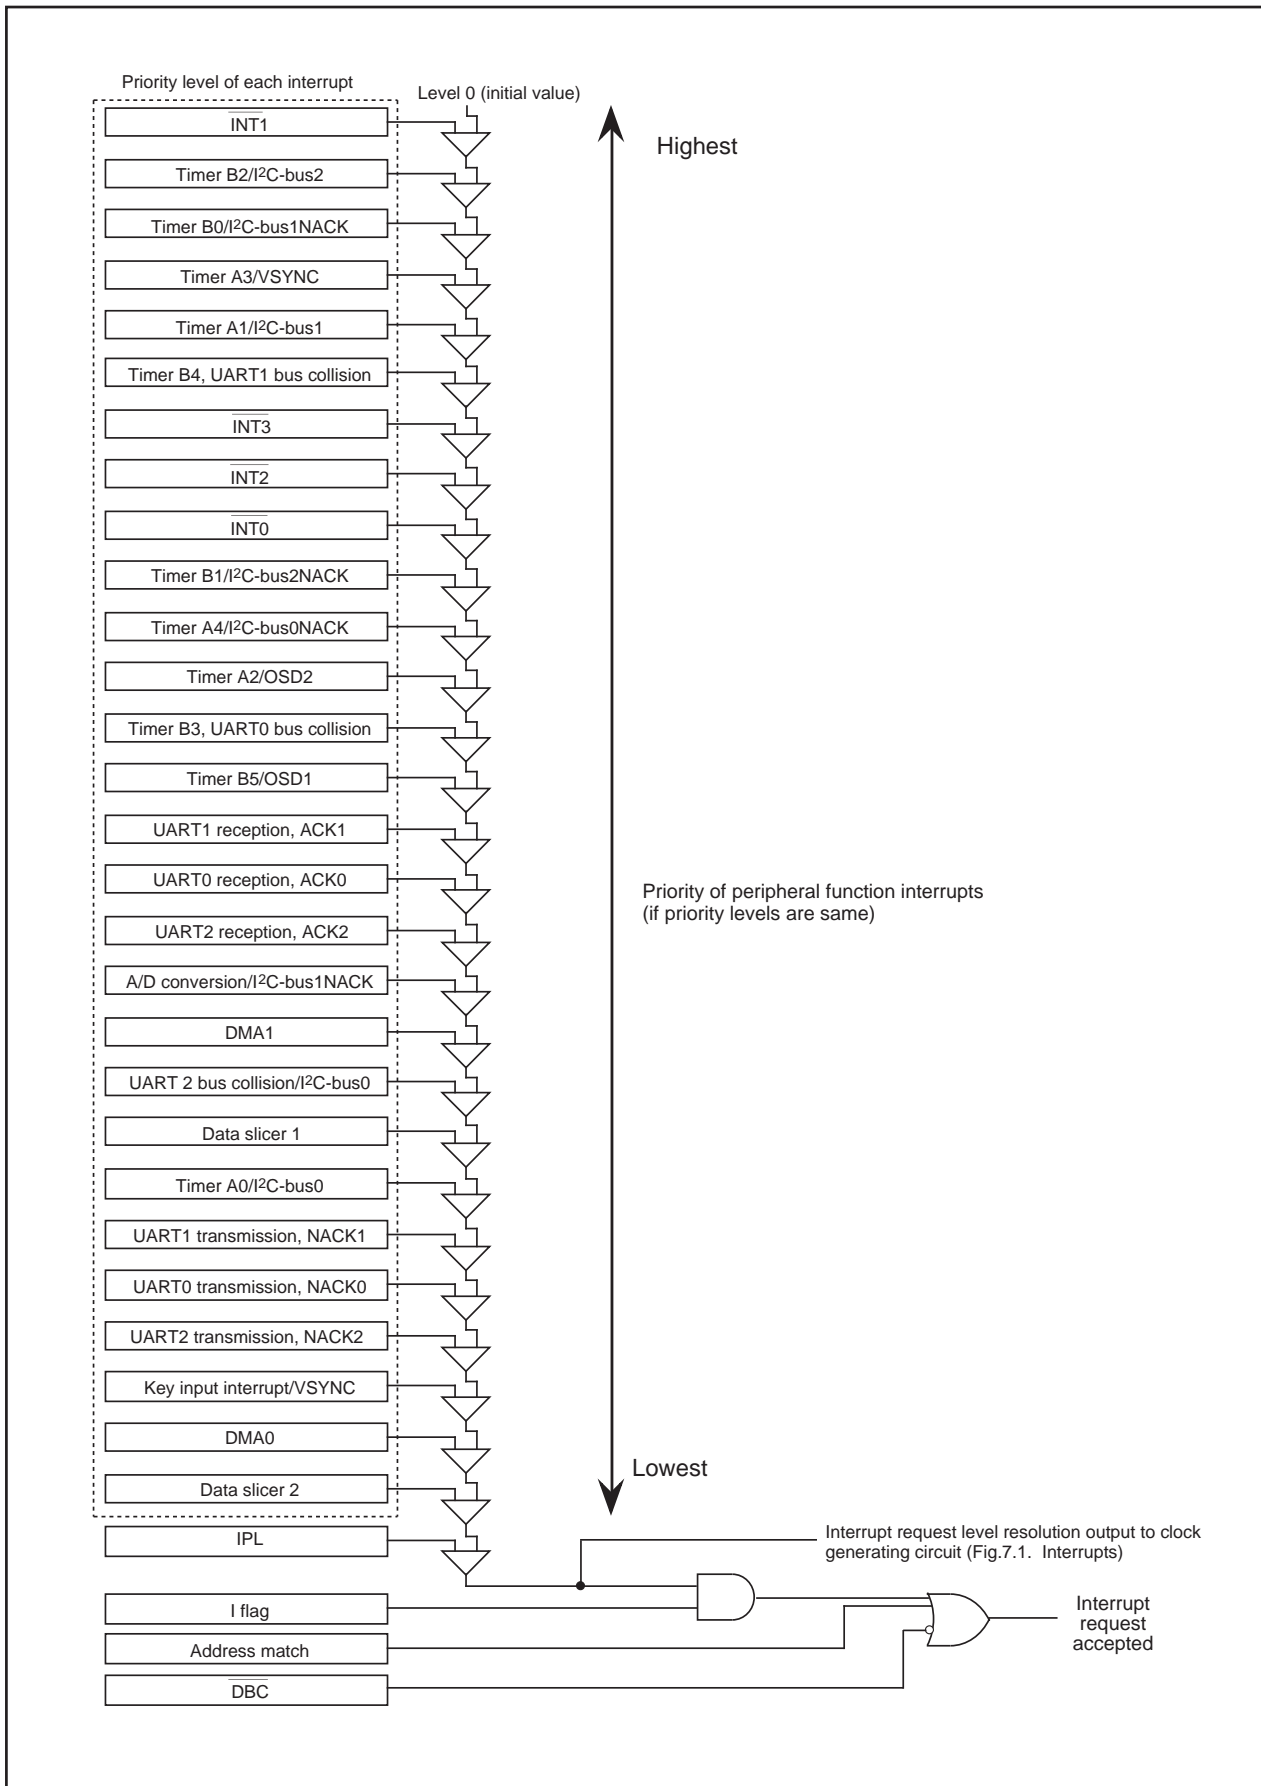 Priority level of each interrupt
Level 0 (initial value)
INT1
Highest
Timer B2/I2C-bus2
Timer B0/I2C-bus1NACK
Timer A3/VSYNC
Timer A1/I2C-bus1
Timer B4, UART1 bus collision
INT3
INT2
INT0
Timer B1/I2C-bus2NACK
Timer A4/I2C-bus0NACK
Timer A2/OSD2
Timer B3, UART0 bus collision
Timer B5/OSD1
UART1 reception, ACK1
UART0 reception, ACK0
Priority of peripheral function interrupts
(if priority levels are same)
UART2 reception, ACK2
A/D conversion/I2C-bus1NACK
DMA1
UART 2 bus collision/I2C-bus0
Data slicer 1
Timer A0/I2C-bus0
UART1 transmission, NACK1
UART0 transmission, NACK0
UART2 transmission, NACK2
Key input interrupt/VSYNC
DMA0
Lowest
Data slicer 2
IPL
Interrupt request level resolution output to clock
generating circuit (Fig.7.1. Interrupts)
I flag
Interrupt
request
accepted
Address match
DBC